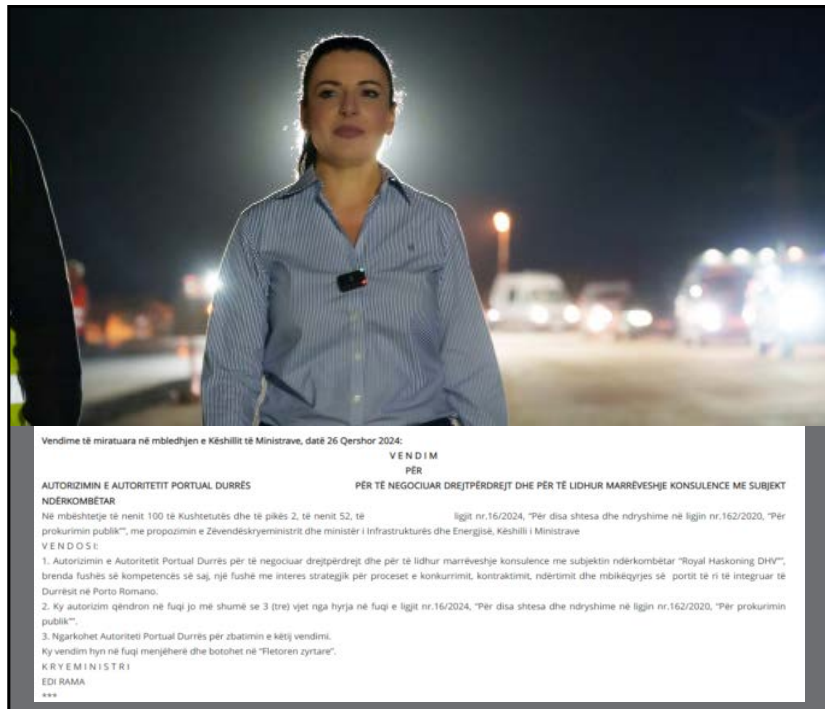 Vendime të miratuara në mbledhjen e Këshillit të Ministrave, datë 26 Qershor 2024:
V E N D I M
PËR
AUTORIZIMIN E AUTORITETIT PORTUAL DURRËS PËR TË NEGOCIUAR DREJTPËRDREJT DHE PËR TË LIDHUR MARRËVESHJE KONSULENCE ME SUBJEKT
NDËRKOMBËTAR
Në mbështetje të nenit 100 të Kushtetutës dhe të pikës 2, të nenit 52, të ligjit nr.16/2024, “Për disa shtesa dhe ndryshime në ligjin nr.162/2020, “Për
prokurimin publik””, me propozimin e Zëvendëskryeministrit dhe ministër i Infrastrukturës dhe Energjisë, Këshilli i Ministrave
V E N D O S I:
1. Autorizimin e Autoritetit Portual Durrës për të negociuar drejtpërdrejt dhe për të lidhur marrëveshje konsulence me subjektin ndërkombëtar “Royal Haskoning DHV””,
brenda fushës së kompetencës së saj, një fushë me interes strategjik për proceset e konkurrimit, kontraktimit, ndërtimit dhe mbikëqyrjes së portit të ri të integruar të
Durrësit në Porto Romano.
2. Ky autorizim qëndron në fuqi jo më shumë se 3 (tre) vjet nga hyrja në fuqi e ligjit nr.16/2024, “Për disa shtesa dhe ndryshime në ligjin nr.162/2020, “Për prokurimin
publik””.
3. Ngarkohet Autoriteti Portual Durrës për zbatimin e këtij vendimi.
Ky vendim hyn në fuqi menjëherë dhe botohet në “Fletoren zyrtare”.
K R Y E M I N I S T R I
EDI RAMA
***